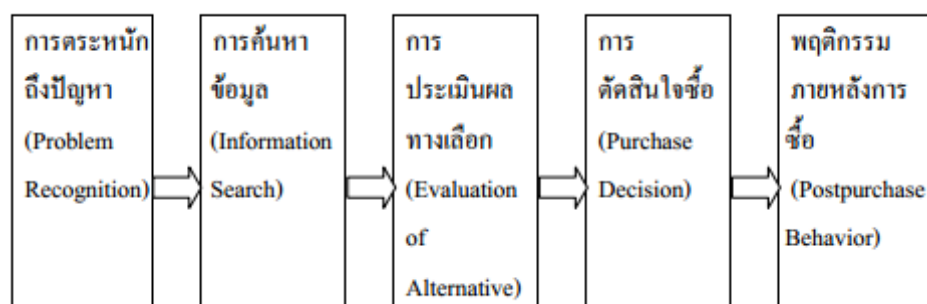 การตระหนัก
ถึงปัญหา
(Problem
Recognition)
การค้นหา
ข้อมูล
(Information
Search)
การ
ประเมินผล
ทางเลือก
(Evaluation
of
Alternative)
การ
ตัดสินใจซื้อ
(Purchase
Decision)
พฤติกรรม
ภายหลังการ
ซื้อ
(Postpurchase
Behavior)